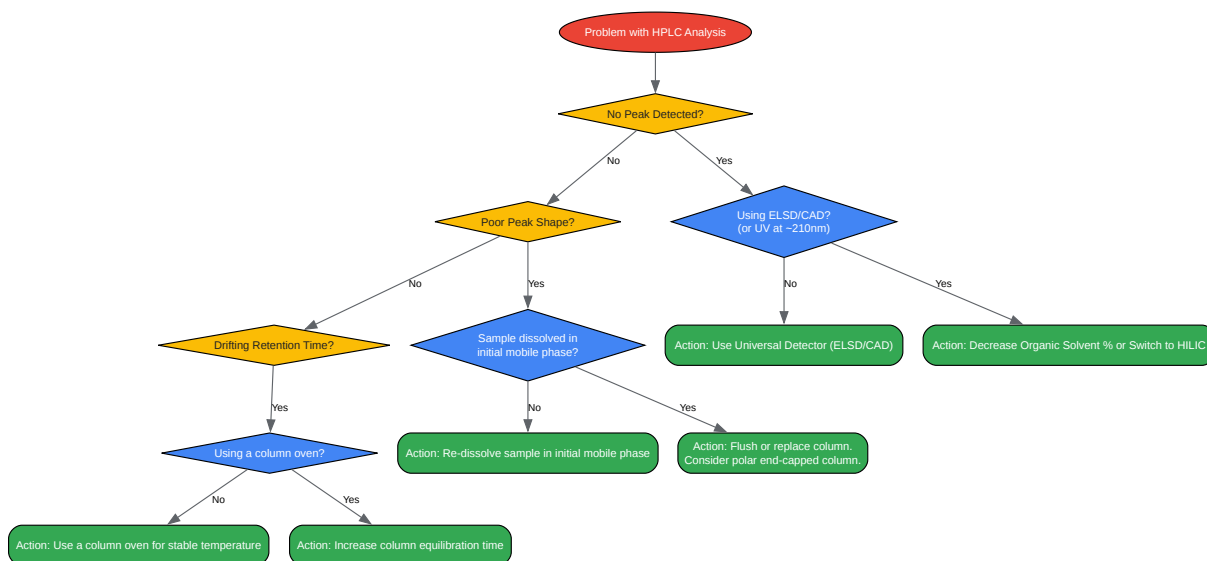 Problem with HPLC Analysis
No Peak Detected?
No
Yes
Poor Peak Shape?
Using ELSD/CAD?
(or UV at ~210nm)
No
Yes
No
Yes
Drifting Retention Time?
Sample dissolved in
initial mobile phase?
Action: Use Universal Detector (ELSD/CAD)
Action: Decrease Organic Solvent % or Switch to HILIC
Yes
No
Yes
Using a column oven?
Action: Re-dissolve sample in initial mobile phase
Action: Flush or replace column.
Consider polar end-capped column.
No
Yes
Action: Use a column oven for stable temperature
Action: Increase column equilibration time